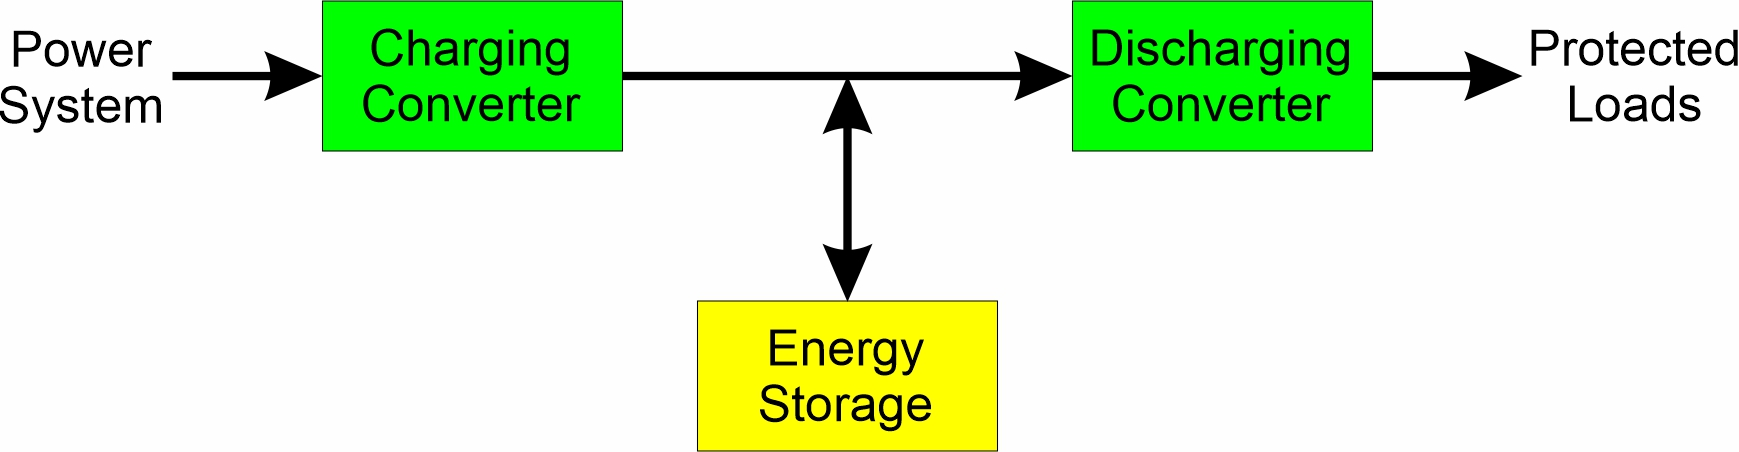 Power
System
Charging
Converter
Discharging
Converter
Protected
Loads
Energy
Storage